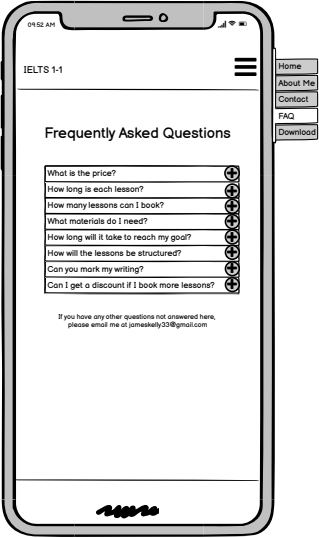 09:52 AM
IELTS 1-1
Home
About Me
Contact
FAQ
Download
Frequently Asked Questions
What is the price?
How long is each lesson?
How many lessons can I book?
What materials do I need?
How long will it take to reach my goal?
How will the lessons be structured?
Can you mark my writing?
Can I get a discount if I book more lessons?
If you have any other questions not answered here,
please email me at jameskelly33@gmail.com